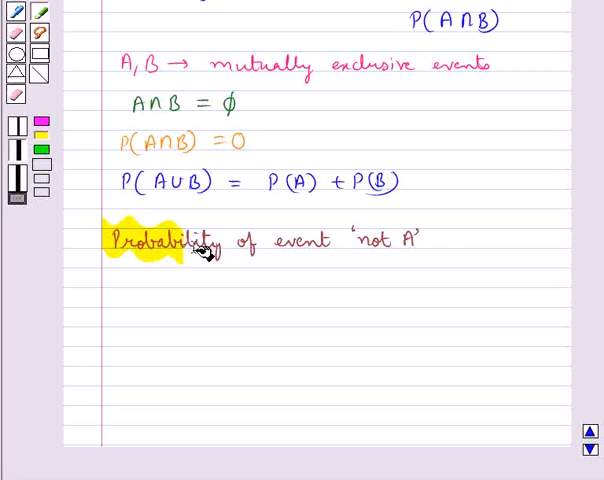 P(A∩B)
A, B → mutually exclusive events
A∩B = ϕ
P(A∩B) = 0
P(A∪B) = P(A) + P(B)
Probability of event 'not A'